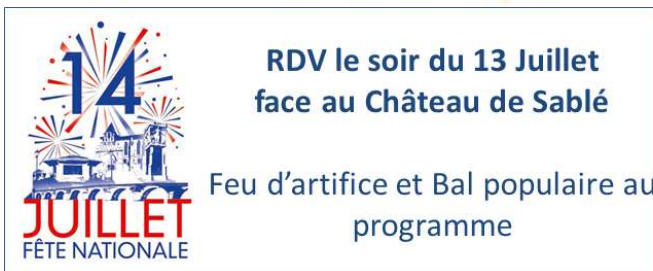 14
JUILLET
FÊTE NATIONALE
RDV le soir du 13 Juillet
face au Château de Sablé
Feu d'artifice et Bal populaire au
programme